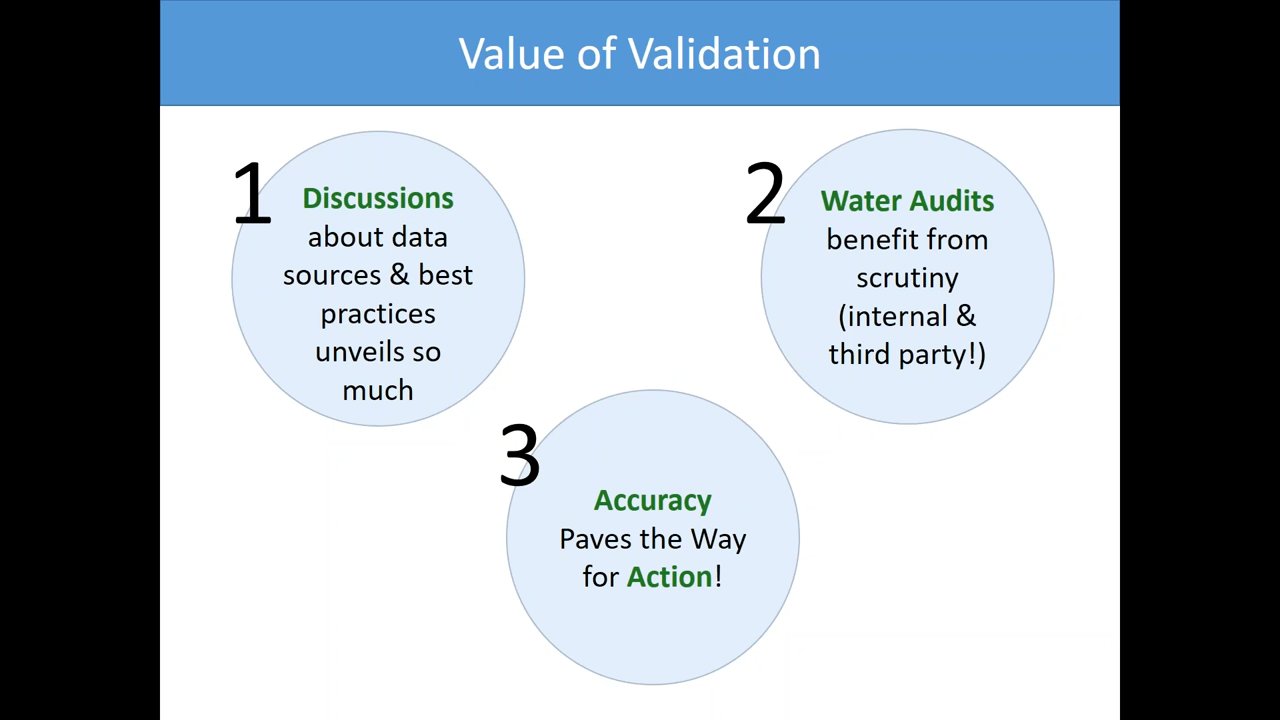 Value of Validation
1
Discussions
about data
sources & best
practices
unveils so
much
2
Water Audits
benefit from
scrutiny
(internal &
third party!)
3
Accuracy
Paves the Way
for Action!